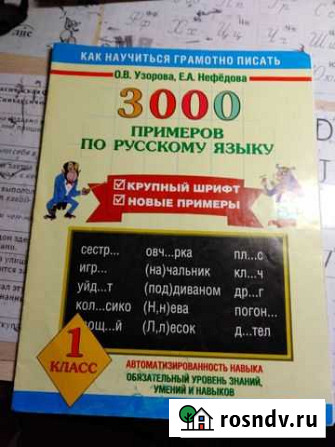 КАК НАУЧИТЬСЯ ГРАМОТНО ПИСАТЬ
О.В. Узорова, Е.А. Нефёдова
3000
ПРИМЕРОВ
ПО РУССКОМУ ЯЗЫКУ
КРУПНЫЙ ШРИФТ
НОВЫЕ ПРИМЕРЫ
сестр... овч...рка пл...с
игр... (на)чальник кл...ч
уйд...т (под)диваном др...г
кол...сико (Н,н)ева погон...
...ощ...й (Л,л)есок д...тел
1
КЛАСС
АВТОМАТИЗИРОВАННОСТЬ НАВЫКА
ОБЯЗАТЕЛЬНЫЙ УРОВЕНЬ ЗНАНИЙ,
УМЕНИЙ И НАВЫКОВ
rosndv.ru